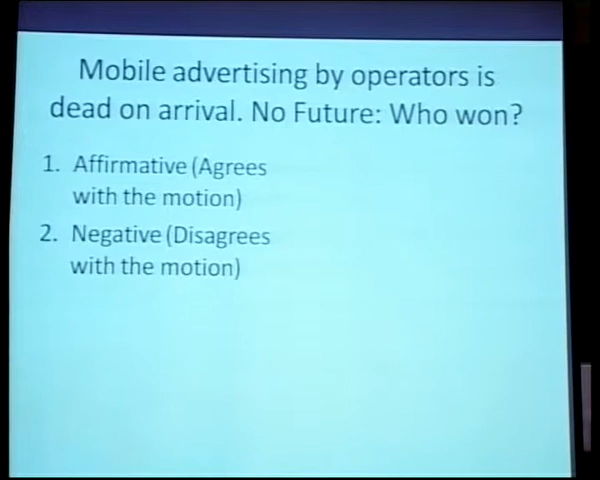 Mobile advertising by operators is
dead on arrival. No Future: Who won?
1. Affirmative (Agrees
with the motion)
2. Negative (Disagrees
with the motion)